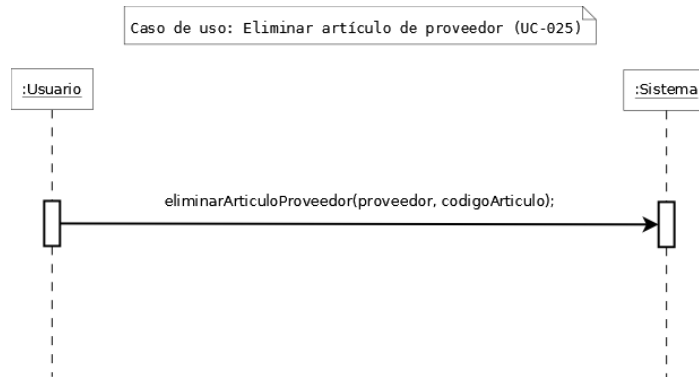 Caso de uso: Eliminar artículo de proveedor (UC-025)
:Usuario
:Sistema
eliminarArticuloProveedor(proveedor, codigoArticulo);